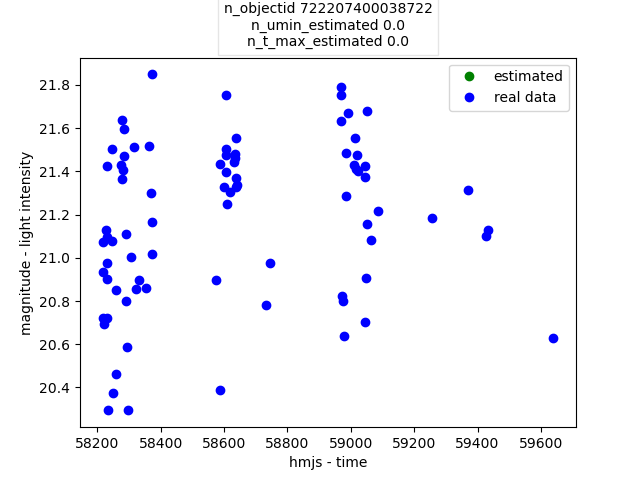 n_objectid 722207400038722
n_umin_estimated 0.0
n_t_max_estimated 0.0
estimated
real data
magnitude - light intensity
21.8
21.6
21.4
21.2
21.0
20.8
20.6
20.4
58200 58400 58600 58800 59000 59200 59400 59600
hmjs - time